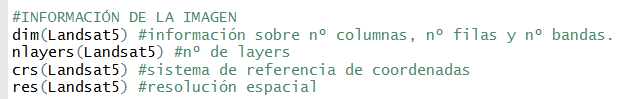 #INFORMACIÓN DE LA IMAGEN
dim(Landsat5) #información sobre nº columnas, nº filas y nº bandas.
nlayers(Landsat5) #nº de layers
crs(Landsat5) #sistema de referencia de coordenadas
res(Landsat5) #resolución espacial